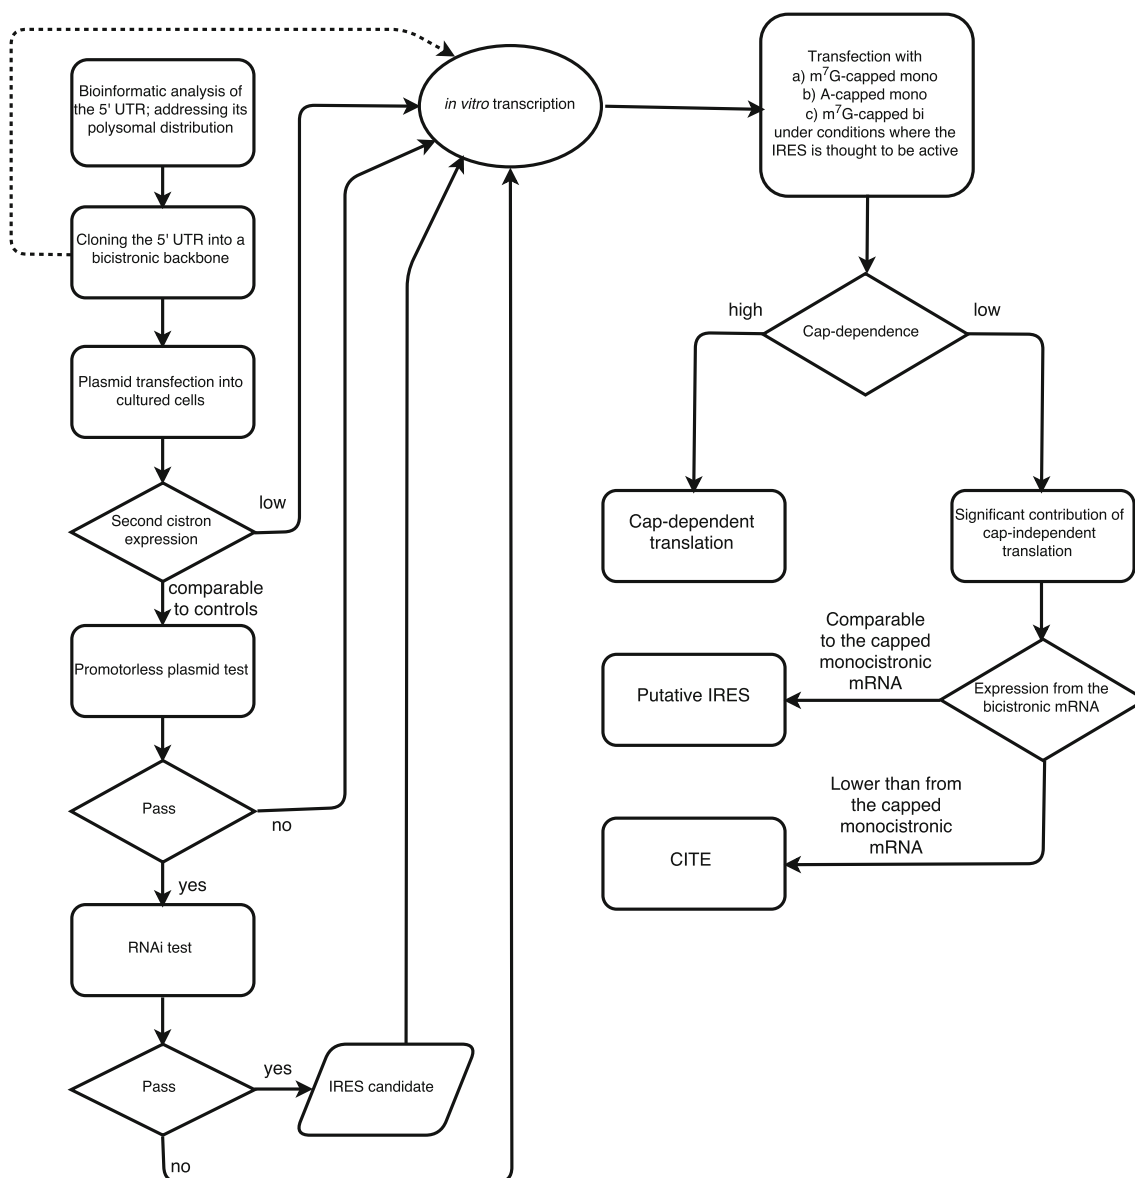 Bioinformatic analysis of
the 5' UTR; addressing its
polysomal distribution
Cloning the 5' UTR into a
bicistronic backbone
Plasmid transfection into
cultured cells
Second cistron
expression
low
comparable
to controls
Promotorless plasmid test
Pass
no
yes
RNAi test
Pass
yes
no
IRES candidate
in vitro transcription
Transfection with
a) m⁷G-capped mono
b) A-capped mono
c) m⁷G-capped bi
under conditions where the
IRES is thought to be active
Cap-dependence
high
low
Cap-dependent
translation
Significant contribution of
cap-independent
translation
Expression from the
bicistronic mRNA
Comparable
to the capped
monocistronic
mRNA
Putative IRES
Lower than from
the capped
monocistronic
mRNA
CITE